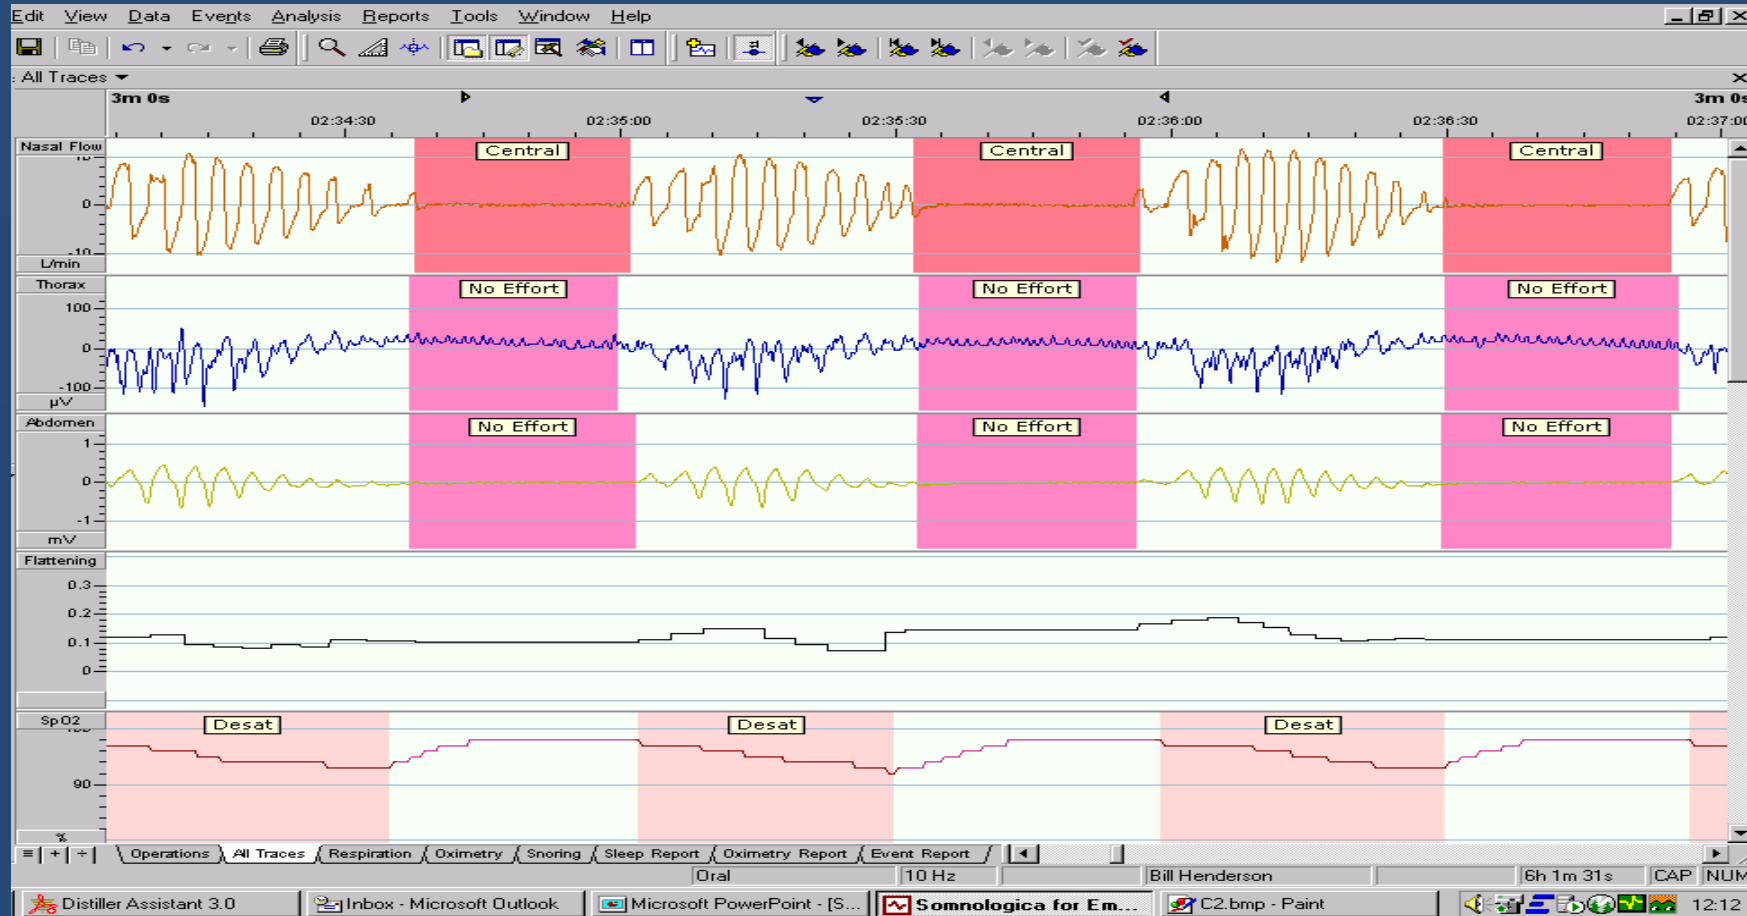 Edit View Data Events Analysis Reports Tools Window Help
All Traces
3m 0s 3m 0s
02:34:30 02:35:00 02:35:30 02:36:00 02:36:30 02:37:00
Nasal Flow Central Central Central
10
0
-10
L/min
Thorax No Effort No Effort No Effort
100
0
-100
µV
Abdomen No Effort No Effort No Effort
1
0
-1
mV
Flattening
0.3
0.2
0.1
0
SpO2 Desat Desat Desat
100
90
%
Operations All Traces Respiration Oximetry Snoring Sleep Report Oximetry Report Event Report
Oral 10 Hz Bill Henderson 6h 1m 31s CAP NUM
Distiller Assistant 3.0 Inbox - Microsoft Outlook Microsoft PowerPoint - [S... Somnologica for Em... C2.bmp - Paint 12:12